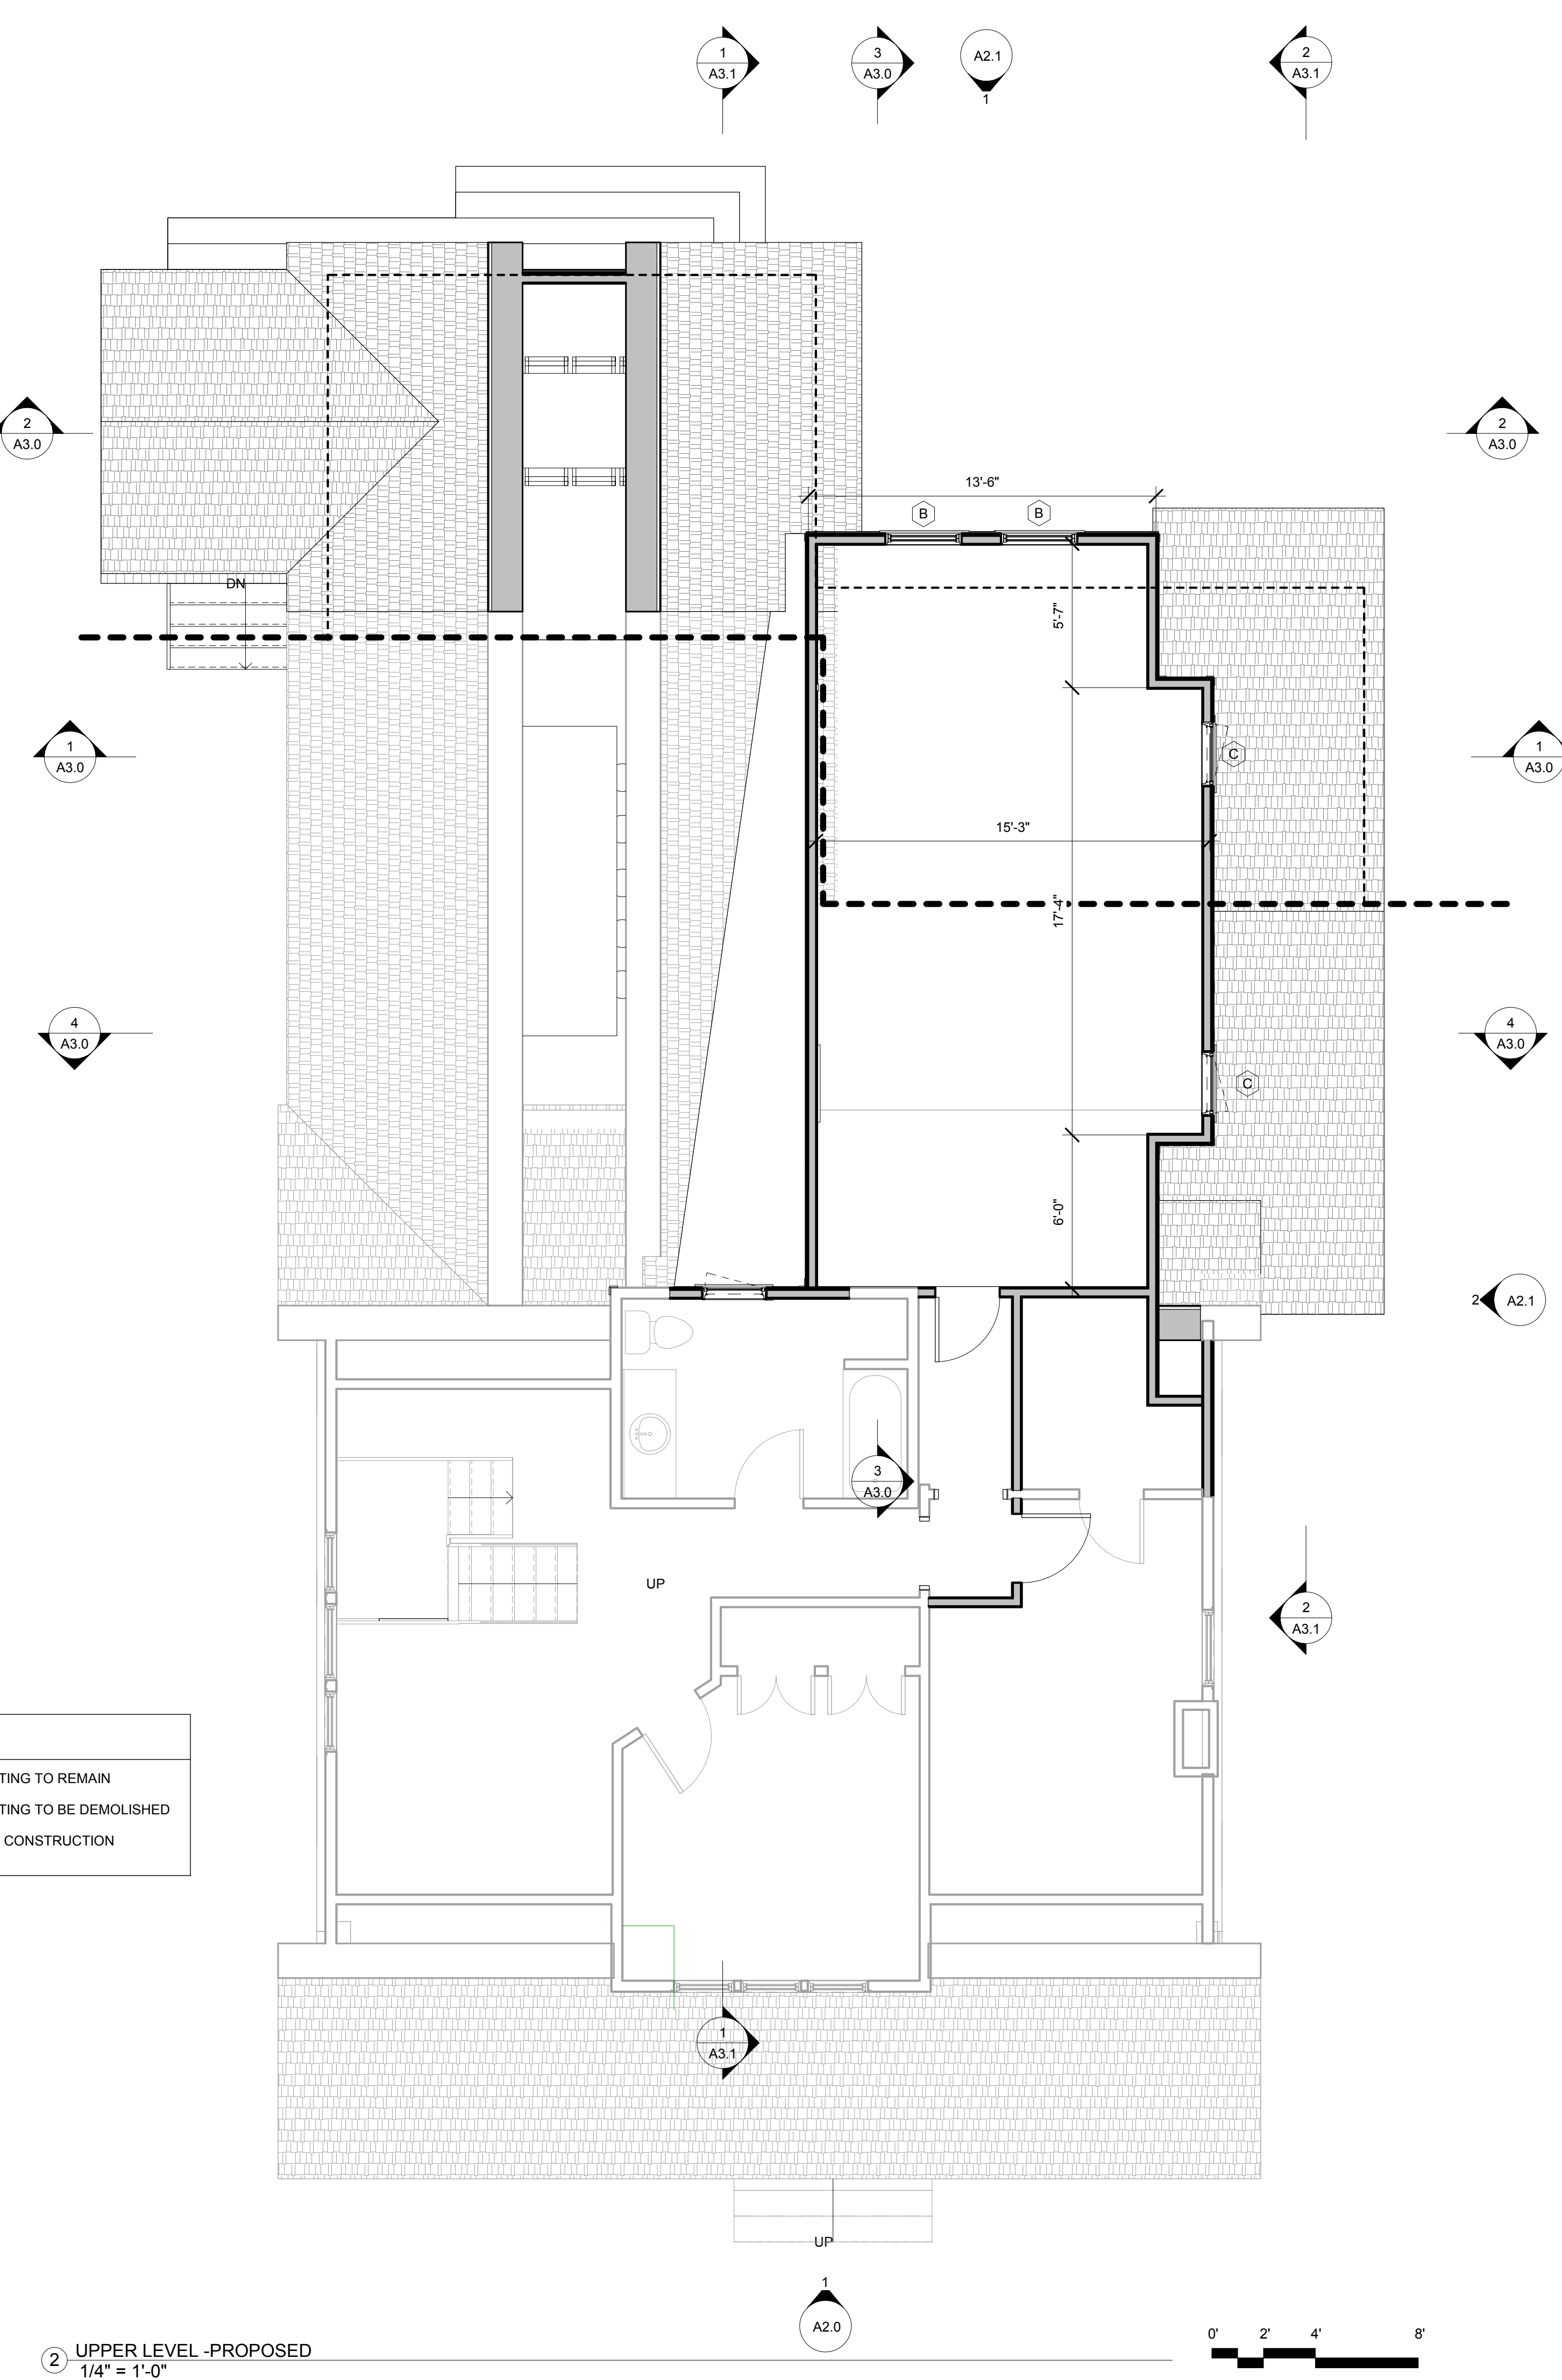 1
A3.1
3
A3.0
A2.1
1
2
A3.1
2
A3.0
2
A3.0
13'-6"
B
B
DN
5'-7"
1
A3.0
C
1
A3.0
15'-3"
17'-4"
4
A3.0
4
A3.0
C
6'-0"
2
A2.1
3
A3.0
UP
2
A3.1
TING TO REMAIN
TING TO BE DEMOLISHED
CONSTRUCTION
1
A3.1
UP
1
A2.0
2
UPPER LEVEL -PROPOSED
1/4" = 1'-0"
0' 2' 4' 8'